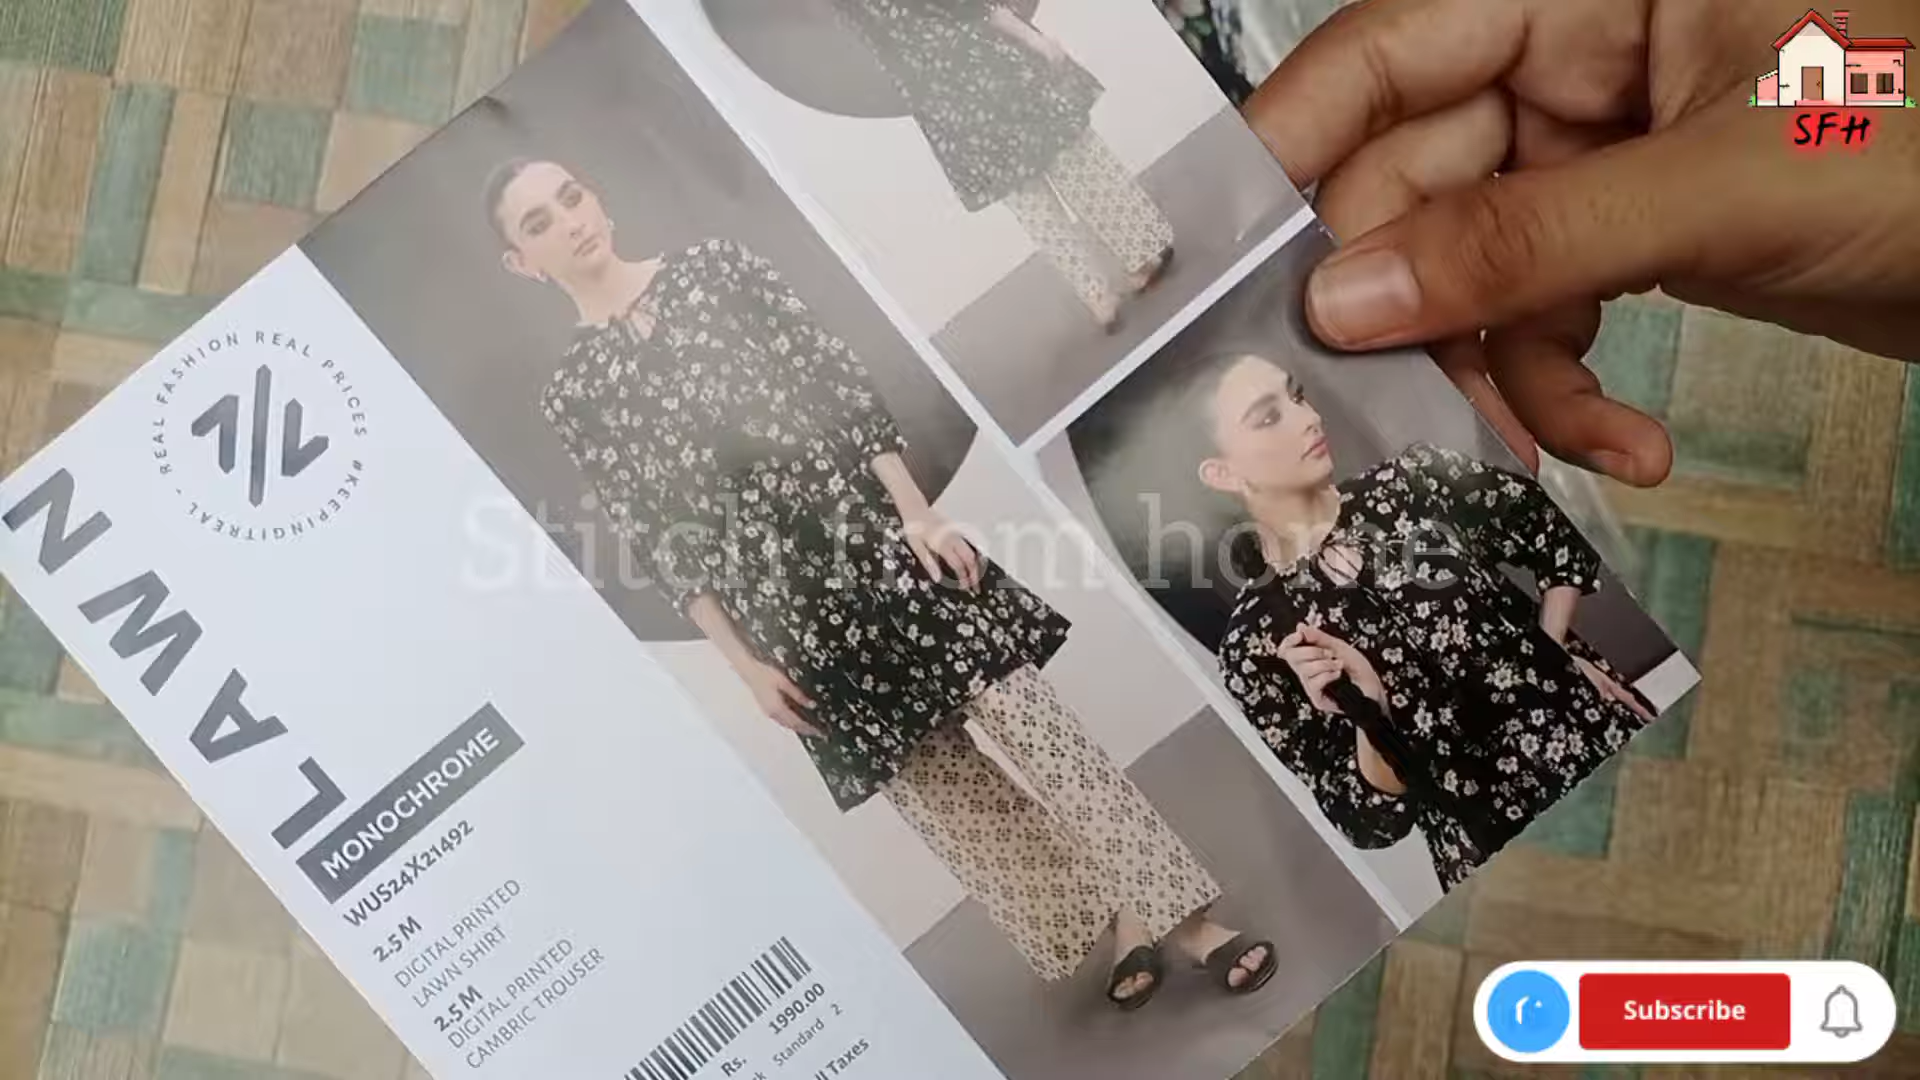 SFH
REAL FASHION REAL PRICES #KEEPINGITREAL •
LAWN
MONOCHROME
WUS24X21492
2.5 M
DIGITAL PRINTED
LAWN SHIRT
2.5 M
DIGITAL PRINTED
CAMBRIC TROUSER
Rs. 1990.00
Standard 2
Taxes
Stitch from home
Subscribe